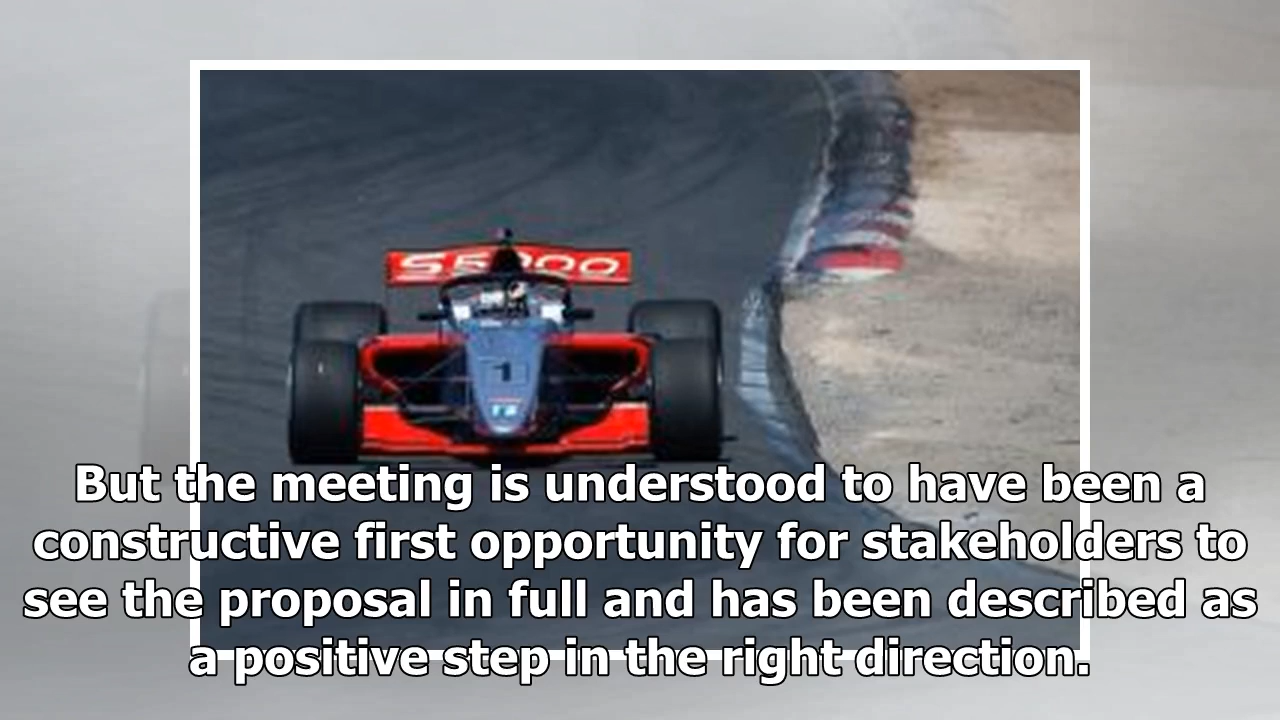 S5000
1
But the meeting is understood to have been a
constructive first opportunity for stakeholders to
see the proposal in full and has been described as
a positive step in the right direction.